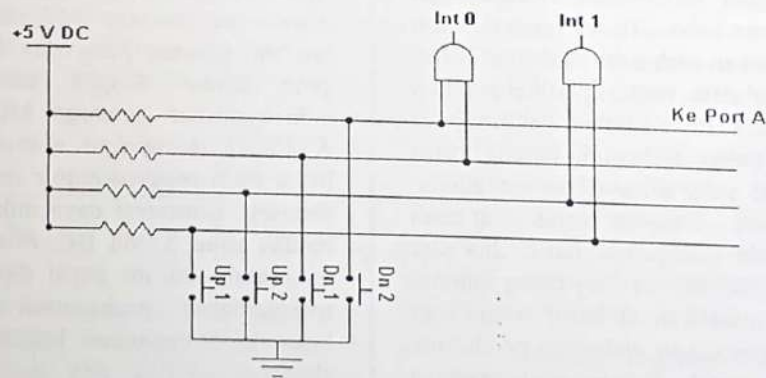 Int 0
Int 1
+5 V DC
Ke Port A
Up 1
Up 2
Dn 1
Dn 2